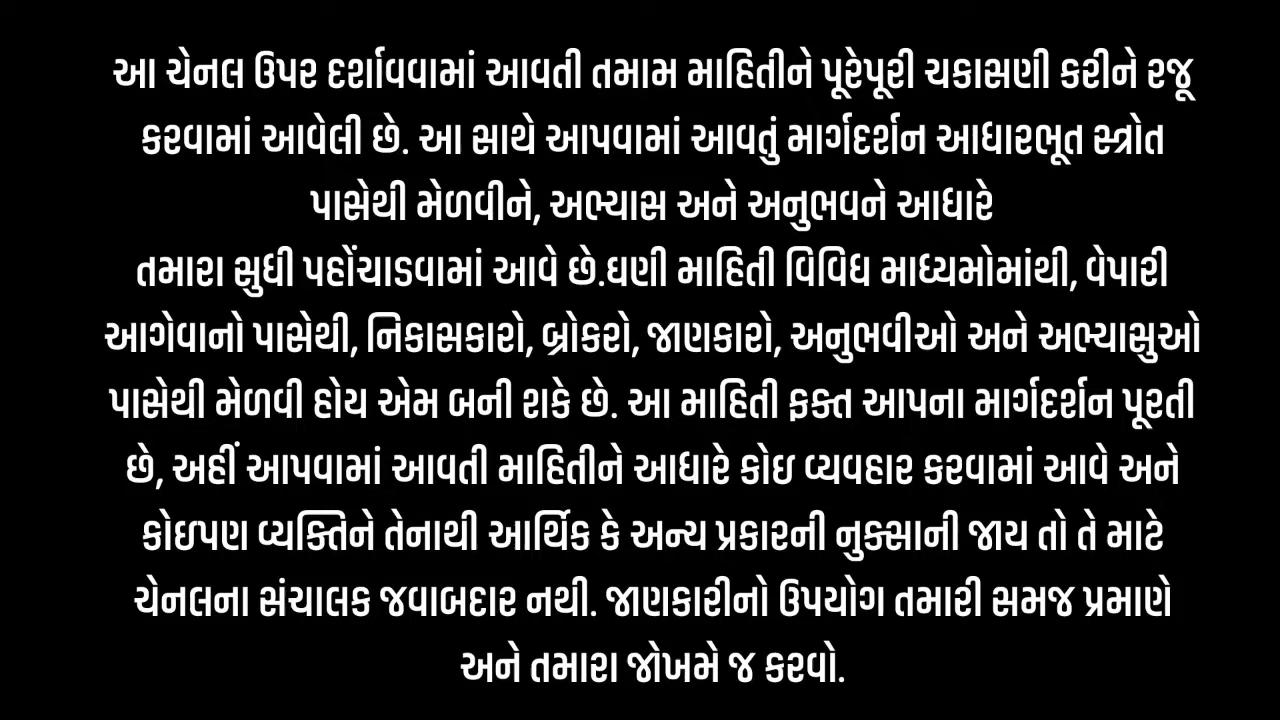 આ ચેનલ ઉપર દર્શાવવામાં આવતી તમામ માહિતીને પૂરેપૂરી ચકાસણી કરીને રજૂ
કરવામાં આવેલી છે. આ સાથે આપવામાં આવતું માર્ગદર્શન આધારભૂત સ્ત્રોત
પાસેથી મેળવીને, અભ્યાસ અને અનુભવને આધારે
તમારા સુધી પહોંચાડવામાં આવે છે.ઘણી માહિતી વિવિધ માધ્યમોમાંથી, વેપારી
આગેવાનો પાસેથી, નિકાસકારો, બ્રોકરો, જાણકારો, અનુભવીઓ અને અભ્યાસુઓ
પાસેથી મેળવી હોય એમ બની શકે છે. આ માહિતી ફક્ત આપના માર્ગદર્શન પૂરતી
છે, અહીં આપવામાં આવતી માહિતીને આધારે કોઇ વ્યવહાર કરવામાં આવે અને
કોઇપણ વ્યક્તિને તેનાથી આર્થિક કે અન્ય પ્રકારની નુક્સાની જાય તો તે માટે
ચેનલના સંચાલક જવાબદાર નથી. જાણકારીનો ઉપયોગ તમારી સમજ પ્રમાણે
અને તમારા જોખમે જ કરવો.